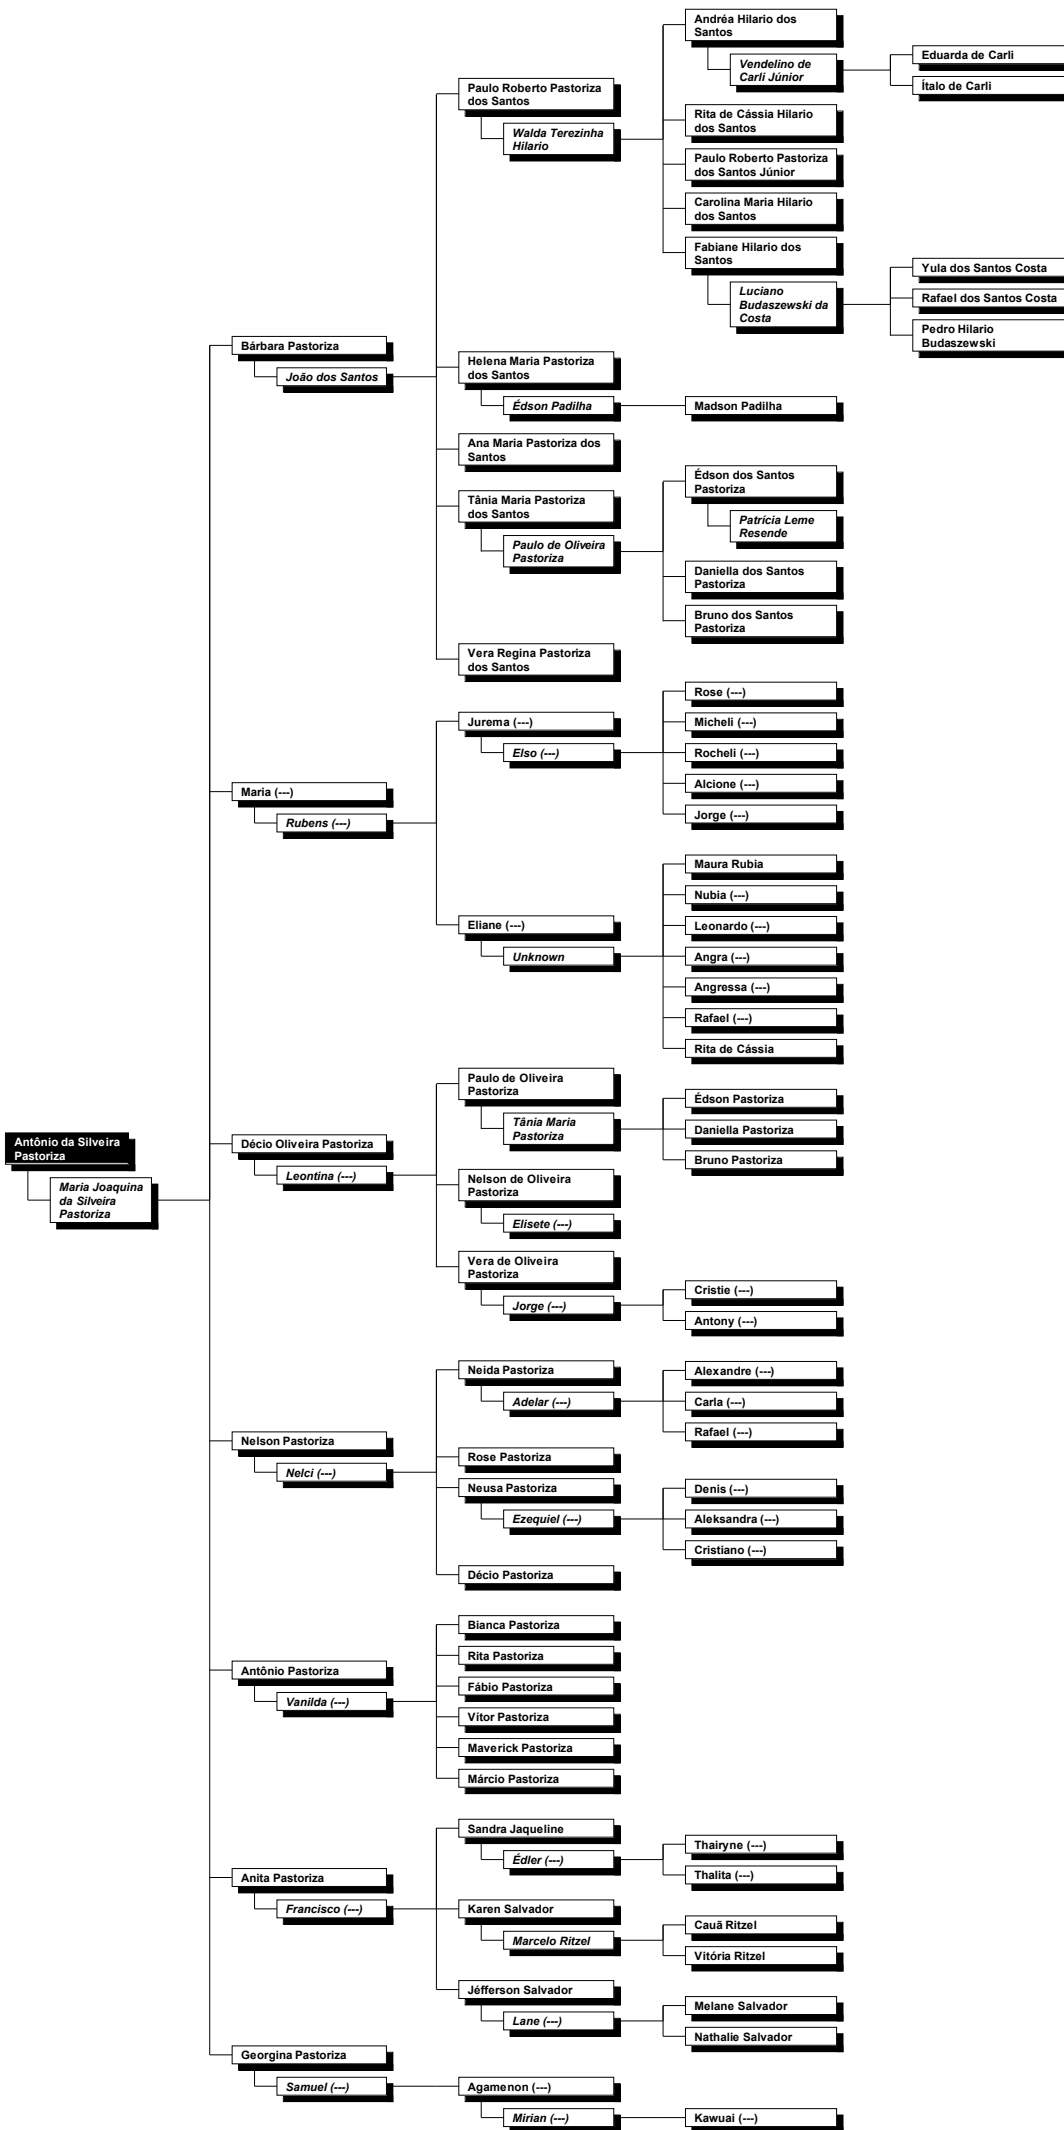 Andréa Hilario dos
Santos
Vendelino de
Carli Júnior
Eduarda de Carli
Ítalo de Carli
Paulo Roberto Pastoriza
dos Santos
Walda Terezinha
Hilario
Rita de Cássia Hilario
dos Santos
Paulo Roberto Pastoriza
dos Santos Júnior
Carolina Maria Hilario
dos Santos
Fabiane Hilario dos
Santos
Luciano
Budaszewski da
Costa
Yula dos Santos Costa
Rafael dos Santos Costa
Pedro Hilario
Budaszewski
Bárbara Pastoriza
João dos Santos
Helena Maria Pastoriza
dos Santos
Édson Padilha
Madson Padilha
Ana Maria Pastoriza dos
Santos
Tânia Maria Pastoriza
dos Santos
Paulo de Oliveira
Pastoriza
Édson dos Santos
Pastoriza
Patrícia Leme
Resende
Daniella dos Santos
Pastoriza
Bruno dos Santos
Pastoriza
Vera Regina Pastoriza
dos Santos
Maria (---)
Rubens (---)
Jurema (---)
Elso (---)
Rose (---)
Micheli (---)
Rocheli (---)
Alcione (---)
Jorge (---)
Eliane (---)
Unknown
Maura Rubia
Nubia (---)
Leonardo (---)
Angra (---)
Angressa (---)
Rafael (---)
Rita de Cássia
Antônio da Silveira
Pastoriza
Maria Joaquina
da Silveira
Pastoriza
Décio Oliveira Pastoriza
Leontina (---)
Paulo de Oliveira
Pastoriza
Tânia Maria
Pastoriza
Édson Pastoriza
Daniella Pastoriza
Bruno Pastoriza
Nelson de Oliveira
Pastoriza
Elisete (---)
Vera de Oliveira
Pastoriza
Jorge (---)
Cristie (---)
Antony (---)
Nelson Pastoriza
Nelci (---)
Neida Pastoriza
Adelar (---)
Alexandre (---)
Carla (---)
Rafael (---)
Rose Pastoriza
Neusa Pastoriza
Ezequiel (---)
Denis (---)
Aleksandra (---)
Cristiano (---)
Décio Pastoriza
Antônio Pastoriza
Vanilda (---)
Bianca Pastoriza
Rita Pastoriza
Fábio Pastoriza
Vítor Pastoriza
Maverick Pastoriza
Márcio Pastoriza
Anita Pastoriza
Francisco (---)
Sandra Jaqueline
Édler (---)
Thairyne (---)
Thalita (---)
Karen Salvador
Marcelo Ritzel
Cauã Ritzel
Vitória Ritzel
Jéfferson Salvador
Lane (---)
Melane Salvador
Nathalie Salvador
Georgina Pastoriza
Samuel (---)
Agamenon (---)
Mirian (---)
Kawuai (---)